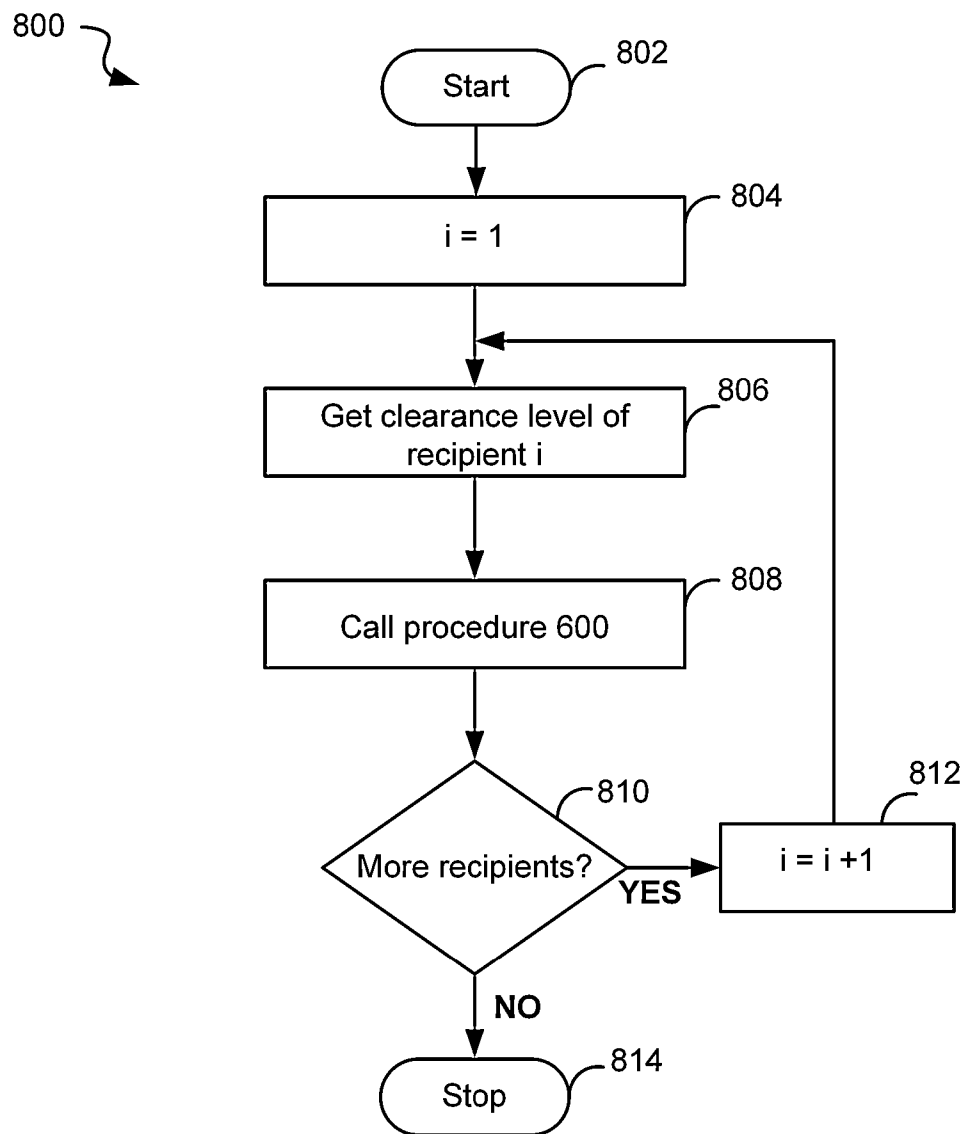 800
802
Start
804
i = 1
806
Get clearance level of
recipient i
808
Call procedure 600
810
More recipients?
YES
812
i = i +1
NO
814
Stop